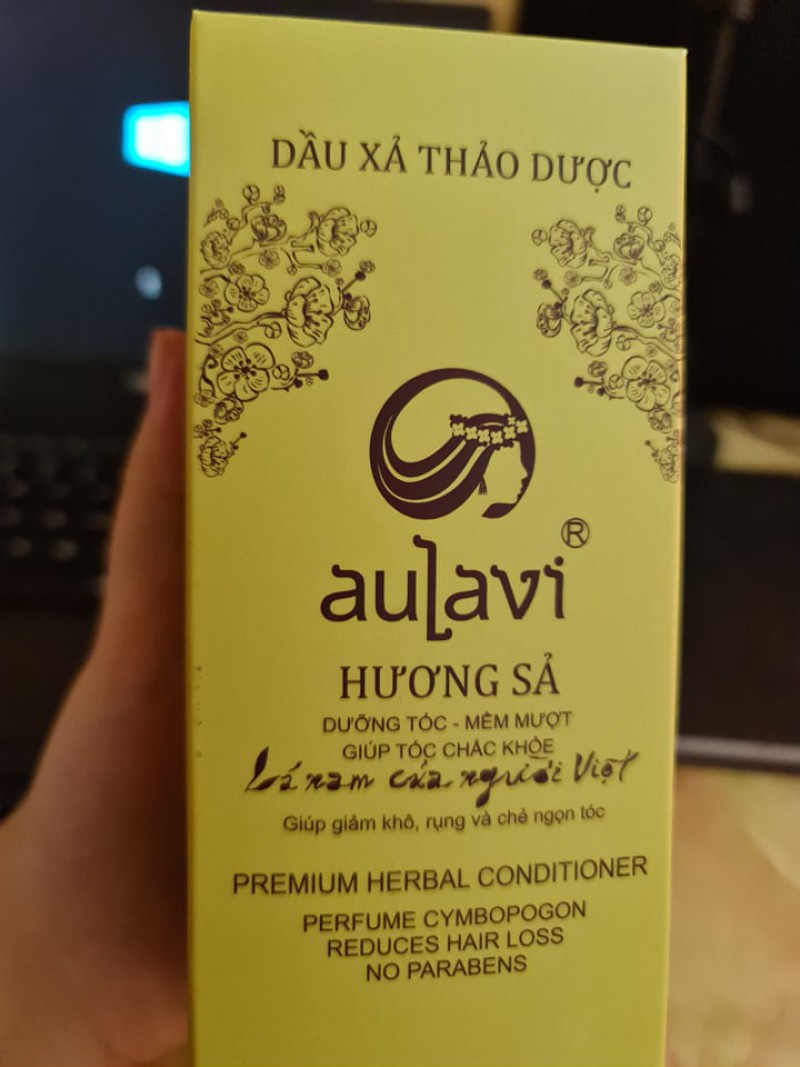 DẦU XẢ THẢO DƯỢC
aulavi®
HƯƠNG SẢ
DƯỠNG TÓC - MỀM MƯỢT
GIÚP TÓC CHẮC KHỎE
Lá nam của người Việt
Giúp giảm khô, rụng và chẻ ngọn tóc
PREMIUM HERBAL CONDITIONER
PERFUME CYMBOPOGON
REDUCES HAIR LOSS
NO PARABENS